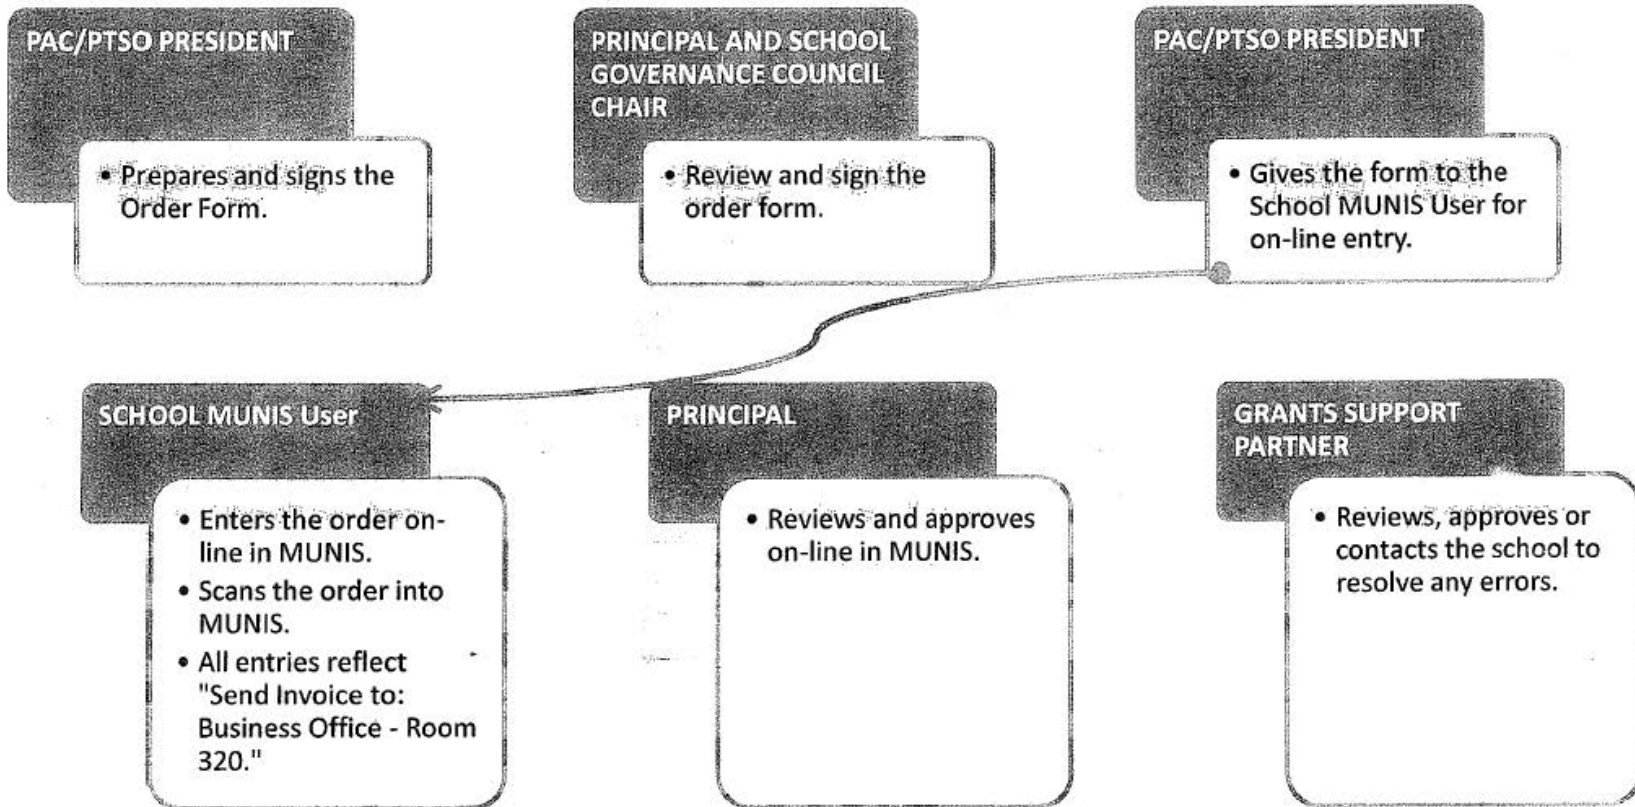 PAC/PTSO PRESIDENT
• Prepares and signs the
Order Form.
PRINCIPAL AND SCHOOL
GOVERNANCE COUNCIL
CHAIR
• Review and sign the
order form.
PAC/PTSO PRESIDENT
• Gives the form to the
School MUNIS User for
on-line entry.
SCHOOL MUNIS User
• Enters the order on-
line in MUNIS.
• Scans the order into
MUNIS.
• All entries reflect
"Send Invoice to:
Business Office - Room
320."
PRINCIPAL
• Reviews and approves
on-line in MUNIS.
GRANTS SUPPORT
PARTNER
• Reviews, approves or
contacts the school to
resolve any errors.